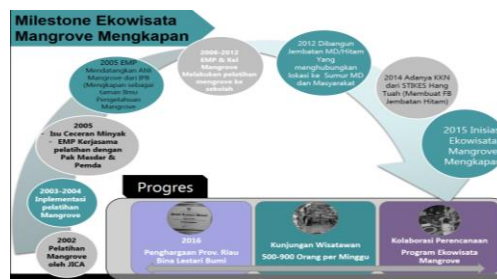 Milestone Ekowisata
Mangrove Mengkapan
2002
Pelatihan
Mangrove
oleh JICA
2003-2004
Inplementasi
pelatihan
Mangrove
2005
- Isu Ceceran Minyak
- EMP Kerjasama
pelatihan dengan
Pak Masdar &
Pemda
2005 EMP
Mendatangkan Ahli
Mangrove dari IPB
(Mengkapan sebagai
taman Ilmu
Pengetahuan
Mangrove)
2006-2012
EMP & Kel
Mangrove
Melakukan pelatihan
mengrove ke
sekolah
2012 Dibangun
Jembatan MD/Hitam
Yang
menghubungkan
lokasi ke Sumur MD
dan Masyarakat
2014 Adanya KKN
dari STIKES Hang
Tuah (Membuat FB
Jembatan Hitam)
2015 Inisiasi
Ekowisata
Mangrove
Mengkapan
Progres
2016
Penghargaan Prov. Riau
Bina Lestari Bumi
Kunjungan Wisatawan
500-900 Orang per Minggu
Kolaborasi Perencanaan
Program Ekowisata
Mangrove